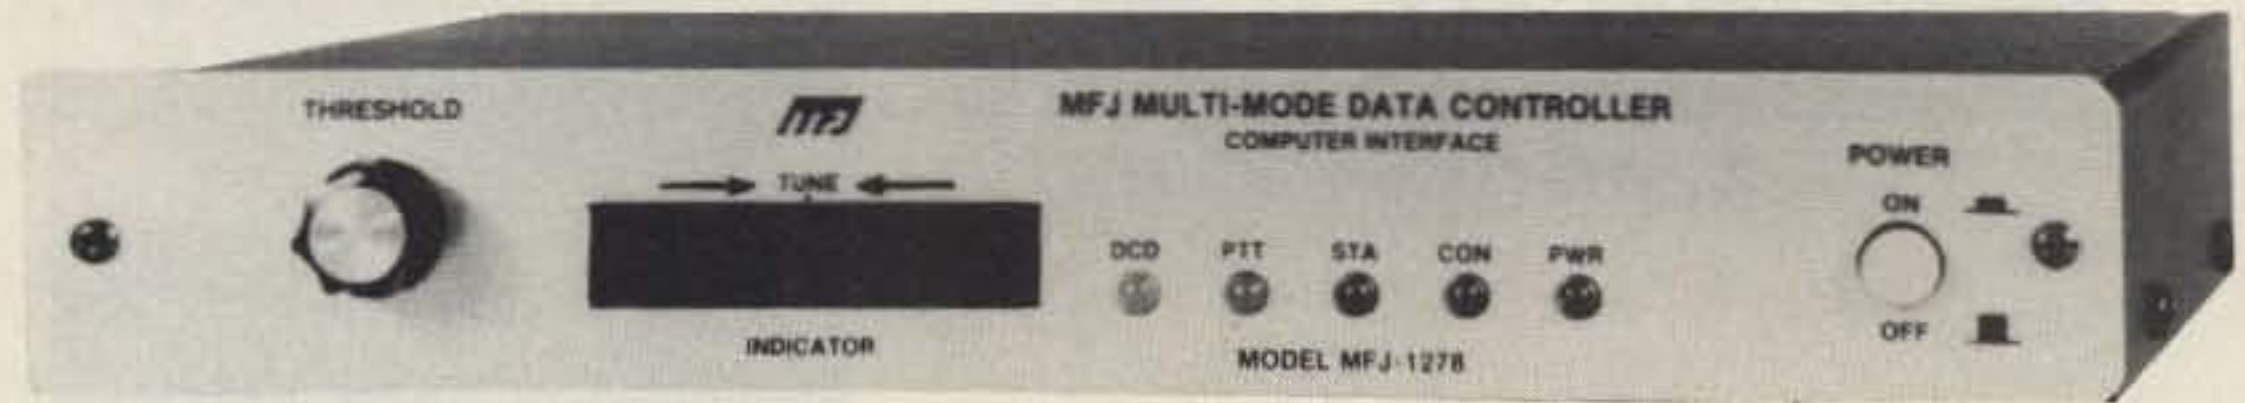 THRESHOLD
MFJ
TUNE
INDICATOR
MFJ MULTI-MODE DATA CONTROLLER
COMPUTER INTERFACE
DCD PTT STA CON PWR
MODEL MFJ-1278
POWER
ON
OFF